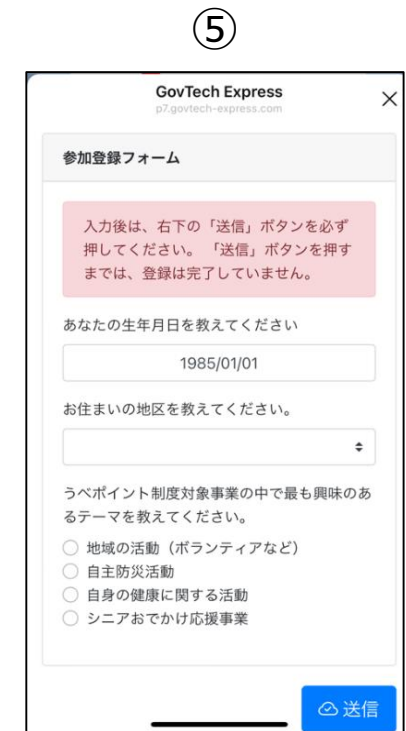 ⑤
GovTech Express
p7.govtech-express.com
参加登録フォーム
入力後は、右下の「送信」ボタンを必ず
押してください。 「送信」ボタンを押す
までは、登録は完了していません。
あなたの生年月日を教えてください
1985/01/01
お住まいの地区を教えてください。
うべポイント制度対象事業の中で最も興味のあ
るテーマを教えてください。
地域の活動（ボランティアなど）
自主防災活動
自身の健康に関する活動
シニアおでかけ応援事業
送信